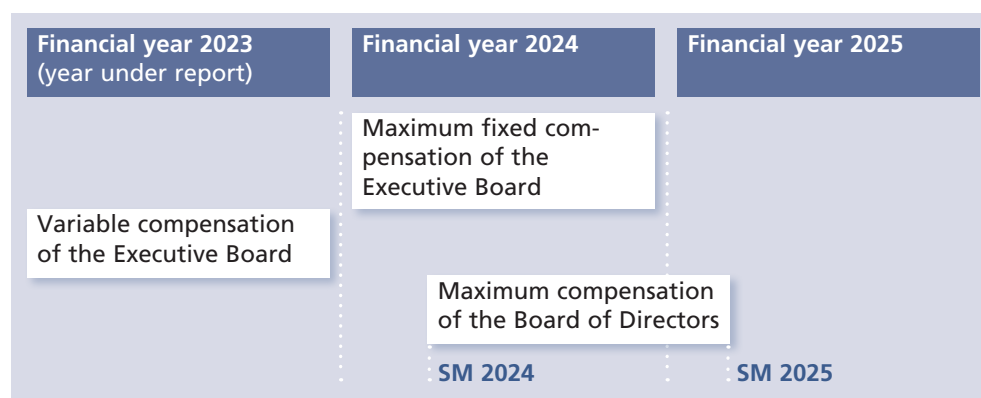 Financial year 2023
(year under report)
Financial year 2024
Financial year 2025
Maximum fixed com-
pensation of the
Executive Board
Variable compensation
of the Executive Board
Maximum compensation
of the Board of Directors
SM 2024
SM 2025